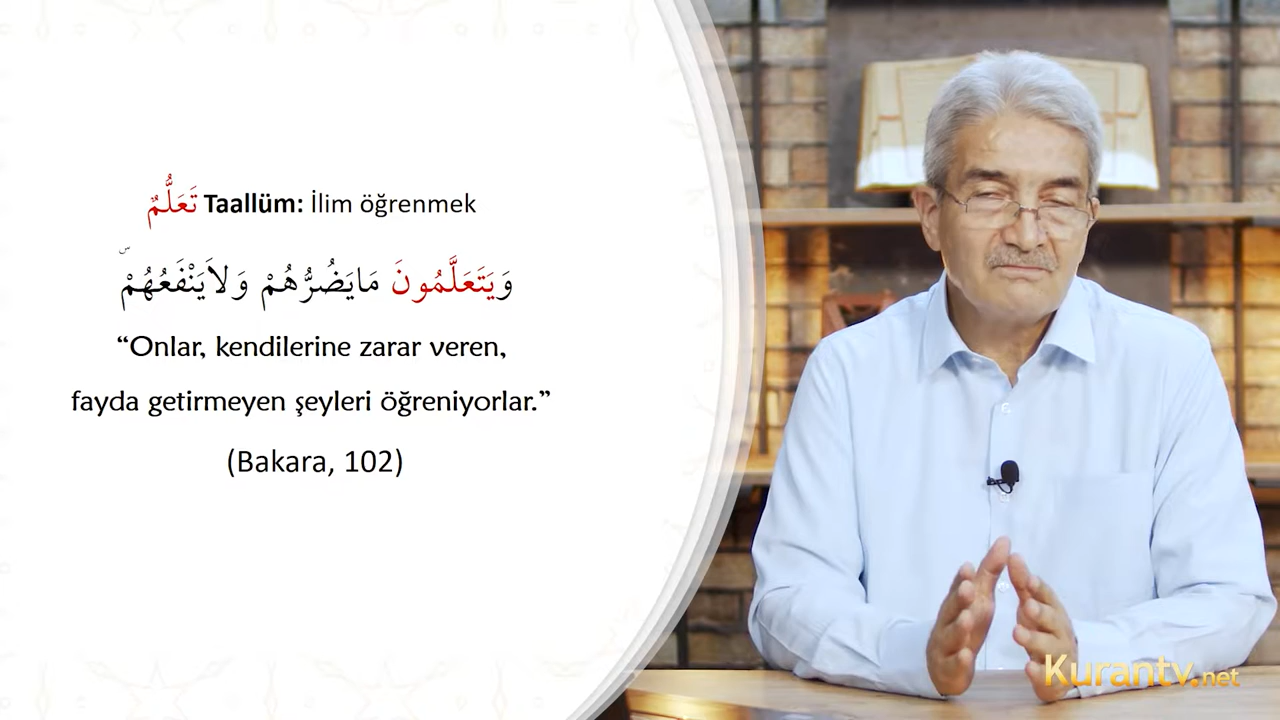 تَعَلُّمٌ Taallüm: İlim öğrenmek
وَيَتَعَلَّمُونَ مَايَضُرُّهُمْ وَلاَيَنْفَعُهُمْۜ
“Onlar, kendilerine zarar veren,
fayda getirmeyen şeyleri öğreniyorlar.”
(Bakara, 102)
Kurantv.net